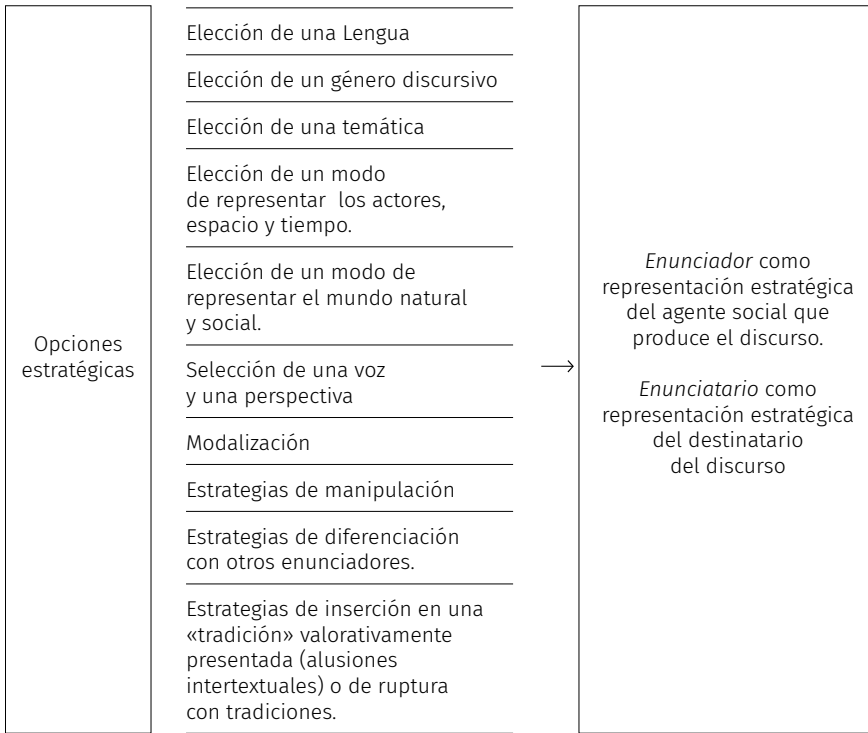 Opciones
estratégicas
Elección de una Lengua
Elección de un género discursivo
Elección de una temática
Elección de un modo
de representar los actores,
espacio y tiempo.
Elección de un modo de
representar el mundo natural
y social.
Selección de una voz
y una perspectiva
Modalización
Estrategias de manipulación
Estrategias de diferenciación
con otros enunciadores.
Estrategias de inserción en una
«tradición» valorativamente
presentada (alusiones
intertextuales) o de ruptura
con tradiciones.
→
Enunciador como
representación estratégica
del agente social que
produce el discurso.
Enunciatario como
representación estratégica
del destinatario
del discurso